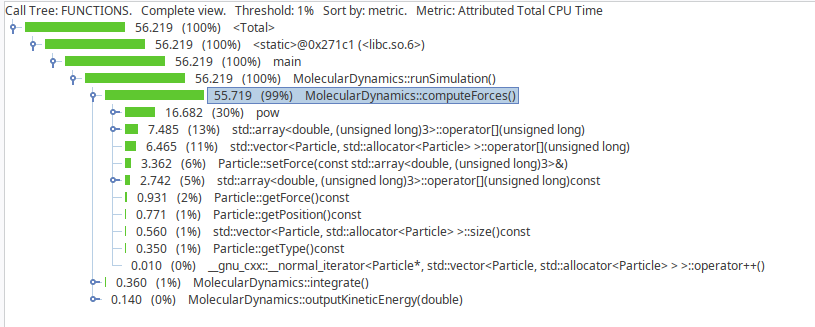 Call Tree: FUNCTIONS.   Complete view.   Threshold: 1%   Sort by: metric.   Metric: Attributed Total CPU Time
56.219   (100%)   <Total>
56.219   (100%)   <static>@0x271c1 (<libc.so.6>)
56.219   (100%)   main
56.219   (100%)   MolecularDynamics::runSimulation()
55.719   (99%)   MolecularDynamics::computeForces()
16.682   (30%)   pow
7.485   (13%)   std::array<double, (unsigned long)3>::operator[](unsigned long)
6.465   (11%)   std::vector<Particle, std::allocator<Particle> >::operator[](unsigned long)
3.362   (6%)   Particle::setForce(const std::array<double, (unsigned long)3>&)
2.742   (5%)   std::array<double, (unsigned long)3>::operator[](unsigned long)const
0.931   (2%)   Particle::getForce()const
0.771   (1%)   Particle::getPosition()const
0.560   (1%)   std::vector<Particle, std::allocator<Particle> >::size()const
0.350   (1%)   Particle::getType()const
0.010   (0%)   __gnu_cxx::__normal_iterator<Particle*, std::vector<Particle, std::allocator<Particle> > >::operator++()
0.360   (1%)   MolecularDynamics::integrate()
0.140   (0%)   MolecularDynamics::outputKineticEnergy(double)